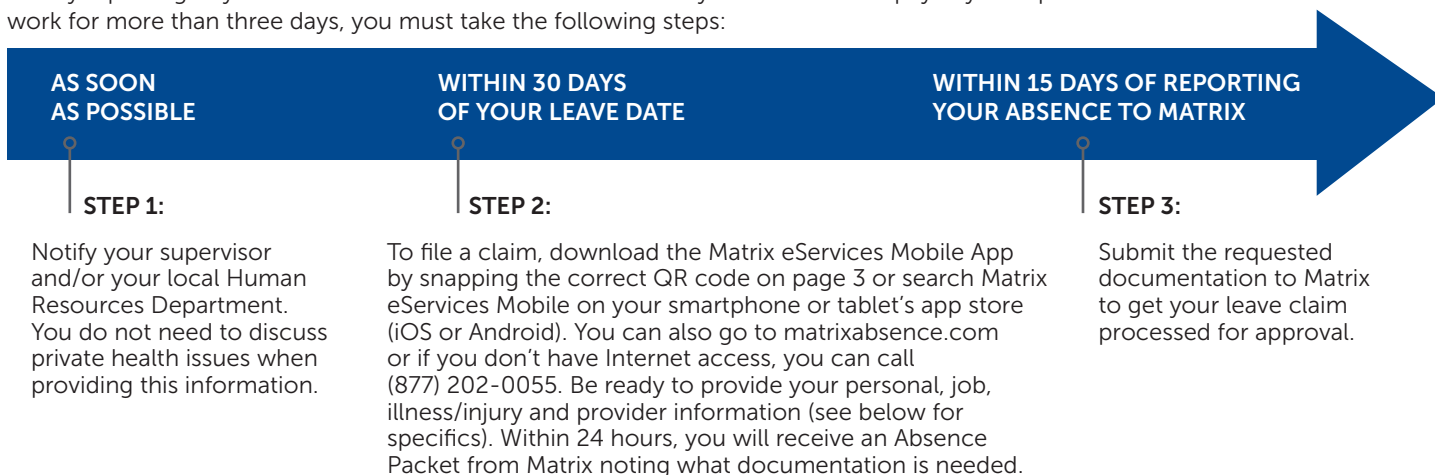 work for more than three days, you must take the following steps:
AS SOON
AS POSSIBLE
WITHIN 30 DAYS
OF YOUR LEAVE DATE
WITHIN 15 DAYS OF REPORTING
YOUR ABSENCE TO MATRIX
STEP 1:
Notify your supervisor
and/or your local Human
Resources Department.
You do not need to discuss
private health issues when
providing this information.
STEP 2:
To file a claim, download the Matrix eServices Mobile App
by snapping the correct QR code on page 3 or search Matrix
eServices Mobile on your smartphone or tablet’s app store
(iOS or Android). You can also go to matrixabsence.com
or if you don’t have Internet access, you can call
(877) 202-0055. Be ready to provide your personal, job,
illness/injury and provider information (see below for
specifics). Within 24 hours, you will receive an Absence
Packet from Matrix noting what documentation is needed.
STEP 3:
Submit the requested
documentation to Matrix
to get your leave claim
processed for approval.